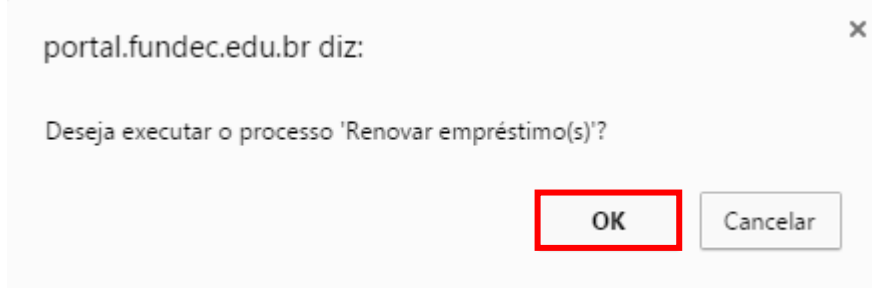 portal.fundec.edu.br diz:
Deseja executar o processo 'Renovar empréstimo(s)'?
OK Cancelar